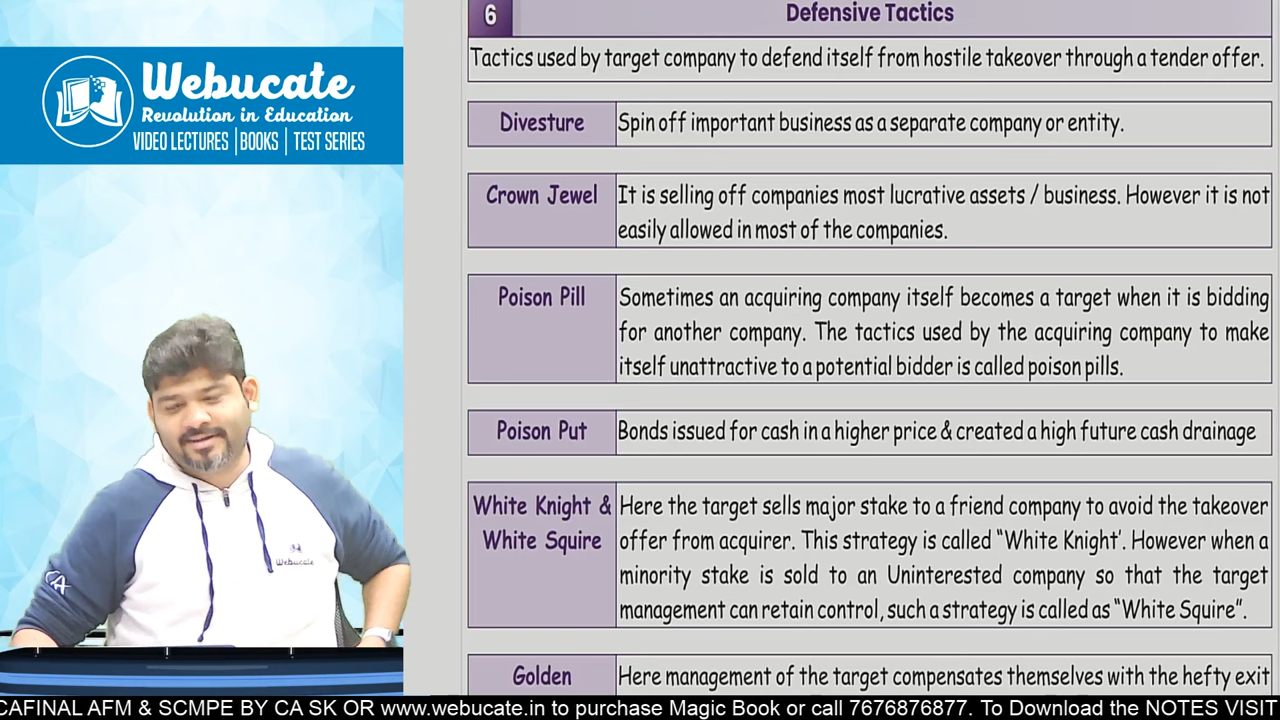 Webucate
Revolution in Education
VIDEO LECTURES | BOOKS | TEST SERIES
6
Defensive Tactics
Tactics used by target company to defend itself from hostile takeover through a tender offer.
Divesture
Spin off important business as a separate company or entity.
Crown Jewel
It is selling off companies most lucrative assets / business. However it is not
easily allowed in most of the companies.
Poison Pill
Sometimes an acquiring company itself becomes a target when it is bidding
for another company. The tactics used by the acquiring company to make
itself unattractive to a potential bidder is called poison pills.
Poison Put
Bonds issued for cash in a higher price & created a high future cash drainage
White Knight &
White Squire
Here the target sells major stake to a friend company to avoid the takeover
offer from acquirer. This strategy is called “White Knight’. However when a
minority stake is sold to an Uninterested company so that the target
management can retain control, such a strategy is called as “White Squire”.
Golden
Here management of the target compensates themselves with the hefty exit
CA
Webucate
CAFINAL AFM & SCMPE BY CA SK OR www.webucate.in to purchase Magic Book or call 7676876877. To Download the NOTES VISIT